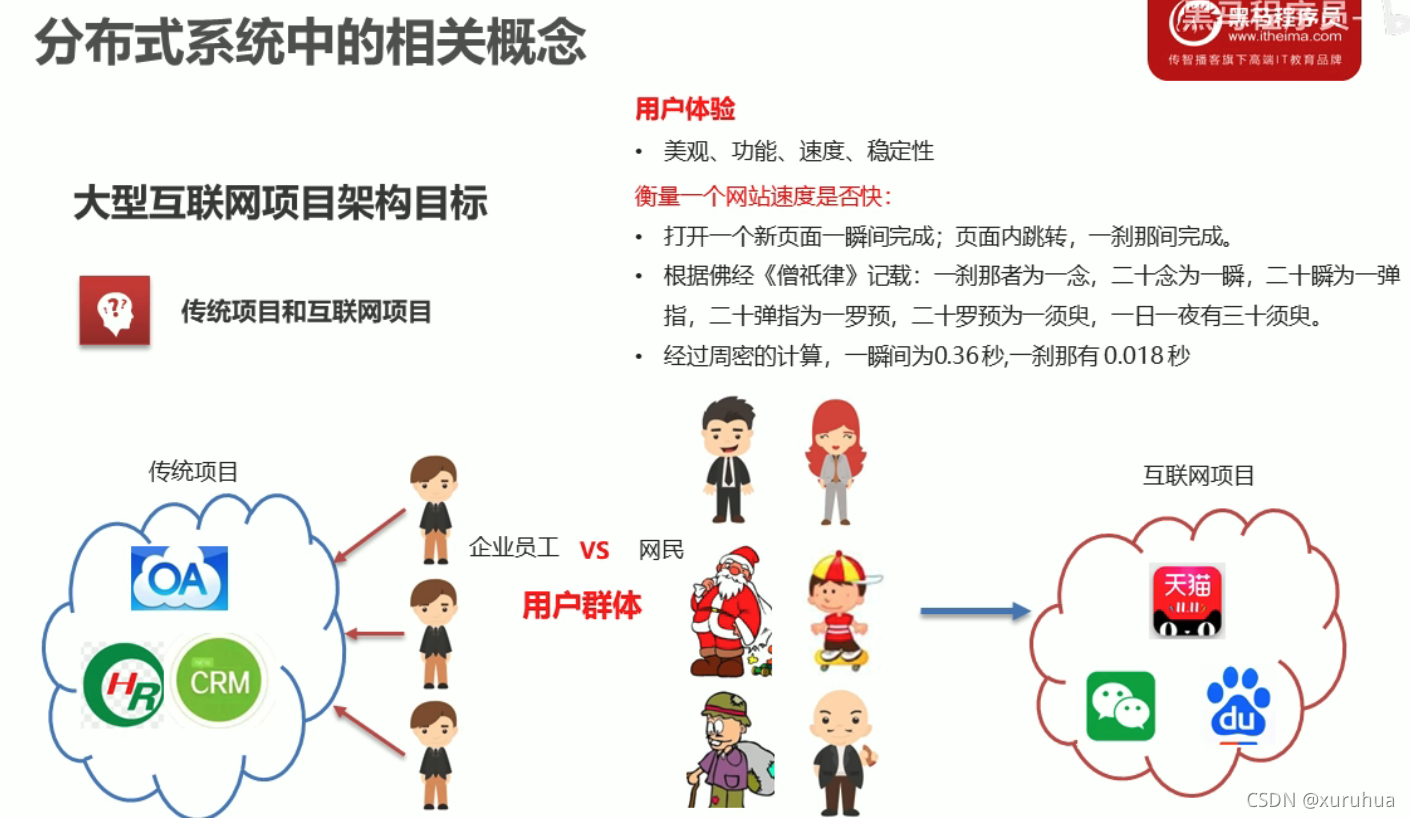 分布式系统中的相关概念
黑马程序员-
www.itheima.com
传智播客旗下高端IT教育品牌
大型互联网项目架构目标
传统项目和互联网项目
用户体验
• 美观、功能、速度、稳定性
衡量一个网站速度是否快：
• 打开一个新页面一瞬间完成；页面内跳转，一刹那间完成。
• 根据佛经《僧祇律》记载：一刹那者为一念，二十念为一瞬，二十瞬为一弹
指，二十弹指为一罗预，二十罗预为一须臾，一日一夜有三十须臾。
• 经过周密的计算，一瞬间为0.36秒,一刹那有0.018秒
传统项目
OA
HR
CRM
企业员工 VS 网民
用户群体
互联网项目
天猫
11.11
du
CSDN @xuruhua